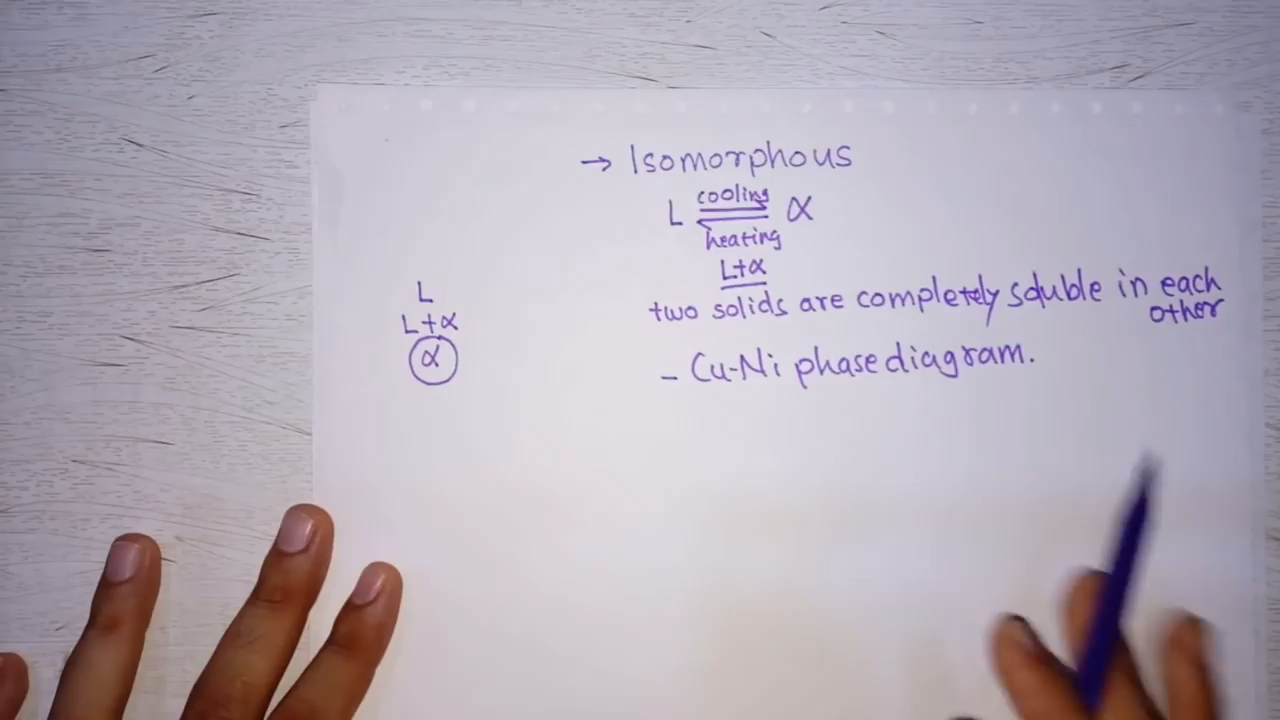 → Isomorphous
cooling
L ⇌ α
heating
L+α
two solids are completely soluble in each
other
- Cu-Ni phase diagram.
L
L+α
α